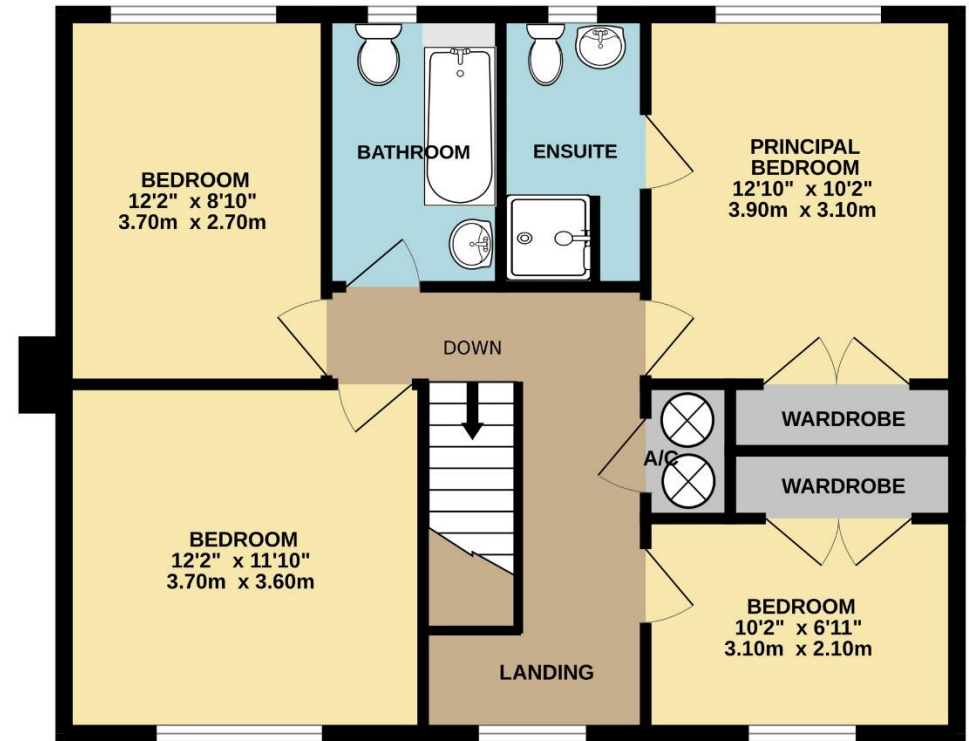 BEDROOM
12'2" x 8'10"
3.70m x 2.70m
BATHROOM
ENSUITE
PRINCIPAL
BEDROOM
12'10" x 10'2"
3.90m x 3.10m
DOWN
WARDROBE
A/C
WARDROBE
BEDROOM
12'2" x 11'10"
3.70m x 3.60m
BEDROOM
10'2" x 6'11"
3.10m x 2.10m
LANDING